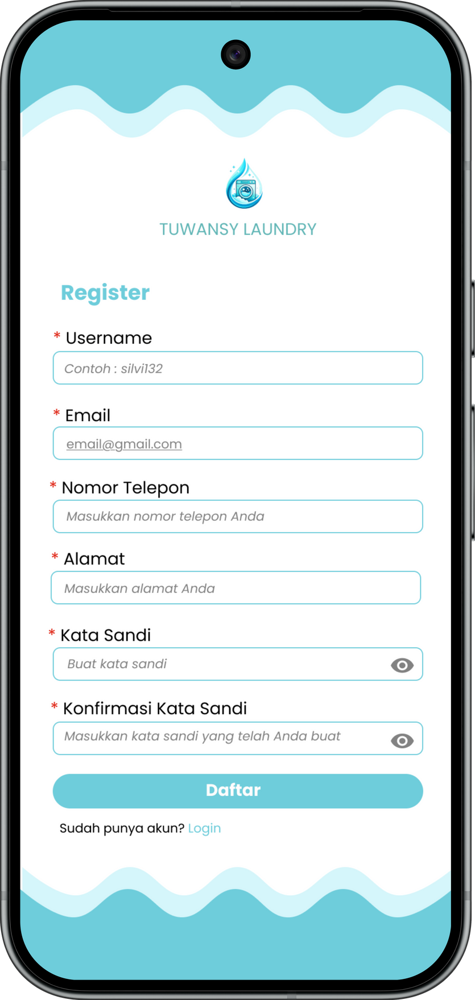 TUWANSY LAUNDRY
Register
* Username
Contoh : silvi132
* Email
email@gmail.com
* Nomor Telepon
Masukkan nomor telepon Anda
* Alamat
Masukkan alamat Anda
* Kata Sandi
Buat kata sandi
* Konfirmasi Kata Sandi
Masukkan kata sandi yang telah Anda buat
Daftar
Sudah punya akun? Login